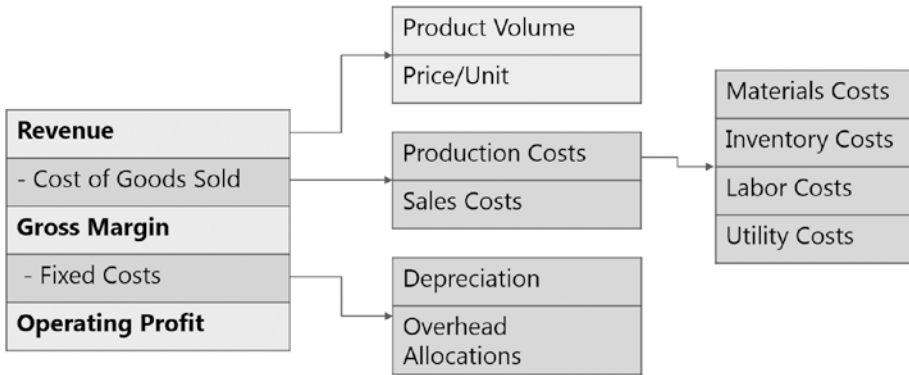 Revenue
- Cost of Goods Sold
Gross Margin
- Fixed Costs
Operating Profit
Product Volume
Price/Unit
Production Costs
Sales Costs
Depreciation
Overhead
Allocations
Materials Costs
Inventory Costs
Labor Costs
Utility Costs